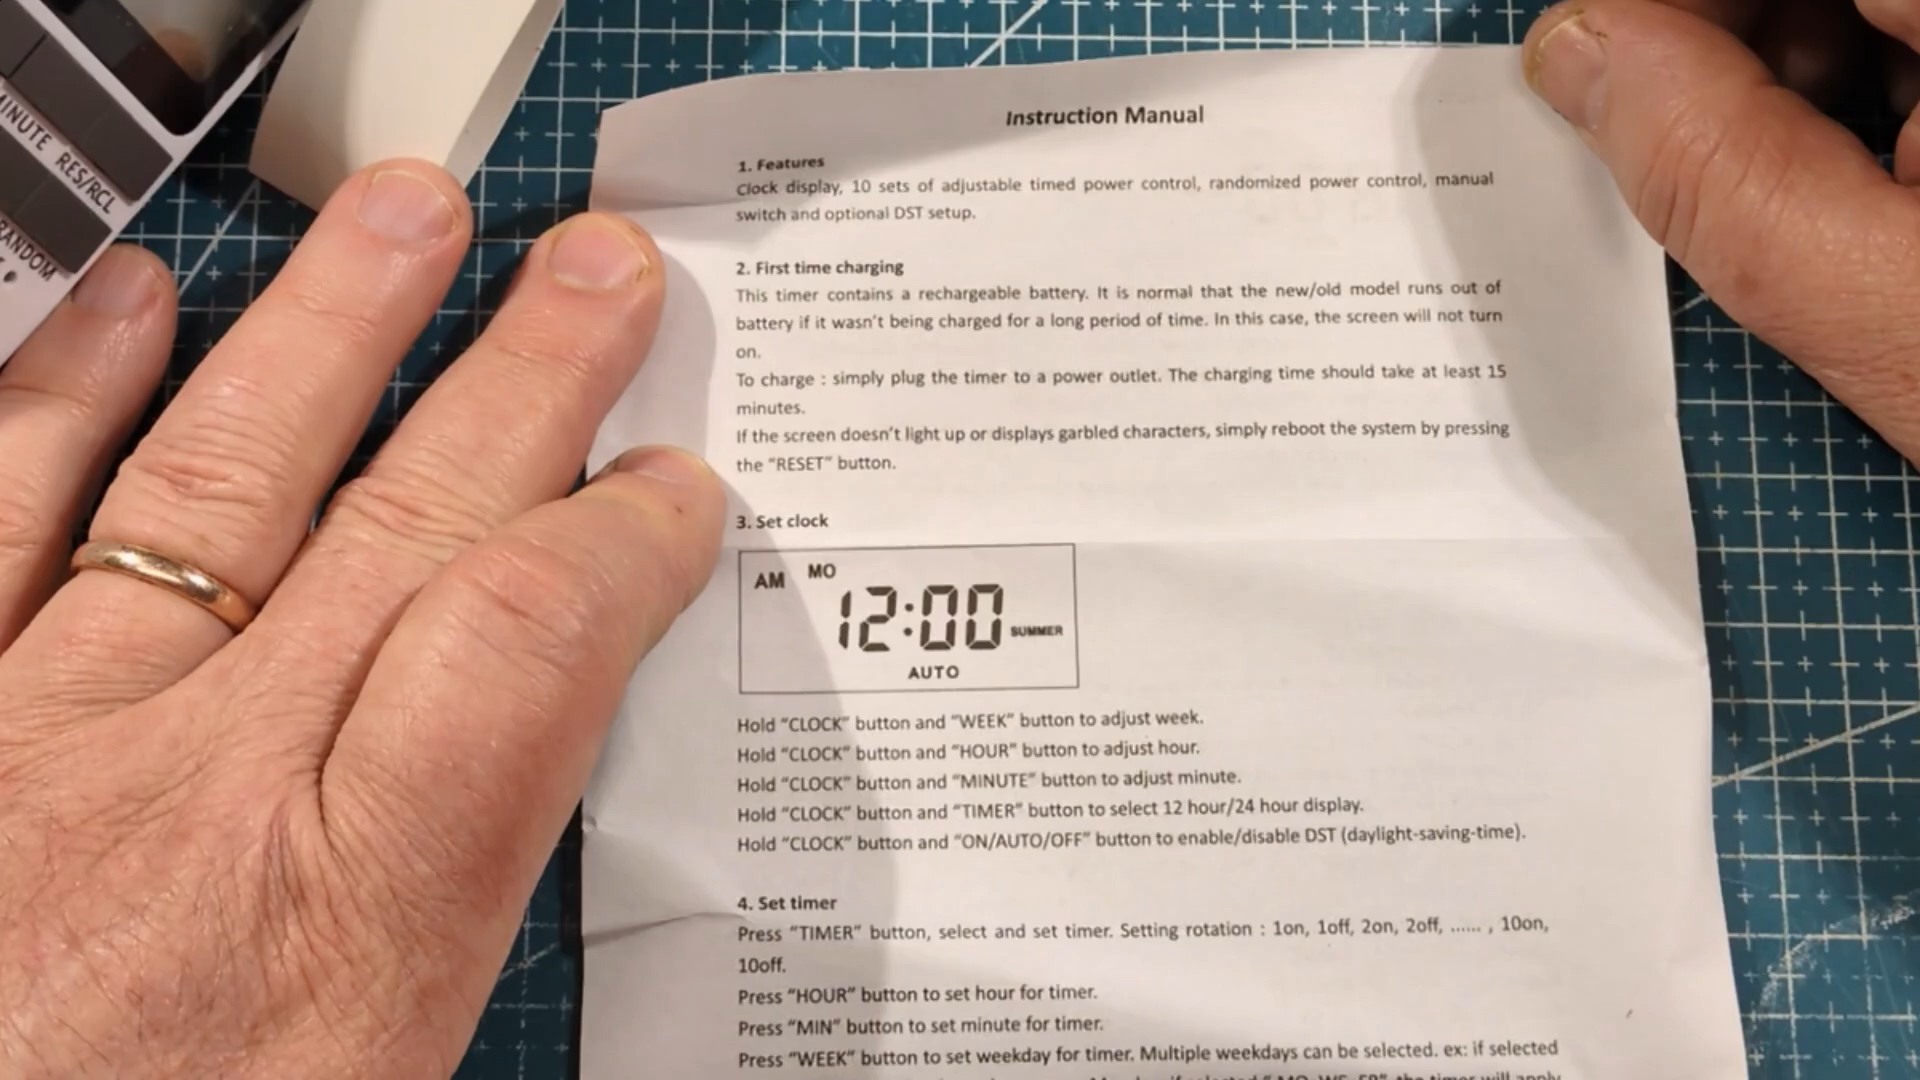 MINUTE RES/RCL
RANDOM
Instruction Manual
1. Features
Clock display, 10 sets of adjustable timed power control, randomized power control, manual
switch and optional DST setup.
2. First time charging
This timer contains a rechargeable battery. It is normal that the new/old model runs out of
battery if it wasn't being charged for a long period of time. In this case, the screen will not turn
on.
To charge : simply plug the timer to a power outlet. The charging time should take at least 15
minutes.
If the screen doesn't light up or displays garbled characters, simply reboot the system by pressing
the "RESET" button.
3. Set clock
AM MO
12:00 SUMMER
AUTO
Hold "CLOCK" button and "WEEK" button to adjust week.
Hold "CLOCK" button and "HOUR" button to adjust hour.
Hold "CLOCK" button and "MINUTE" button to adjust minute.
Hold "CLOCK" button and "TIMER" button to select 12 hour/24 hour display.
Hold "CLOCK" button and "ON/AUTO/OFF" button to enable/disable DST (daylight-saving-time).
4. Set timer
Press "TIMER" button, select and set timer. Setting rotation : 1on, 1off, 2on, 2off, ...... , 10on,
10off.
Press "HOUR" button to set hour for timer.
Press "MIN" button to set minute for timer.
Press "WEEK" button to set weekday for timer. Multiple weekdays can be selected. ex: if selected
the timer will apply